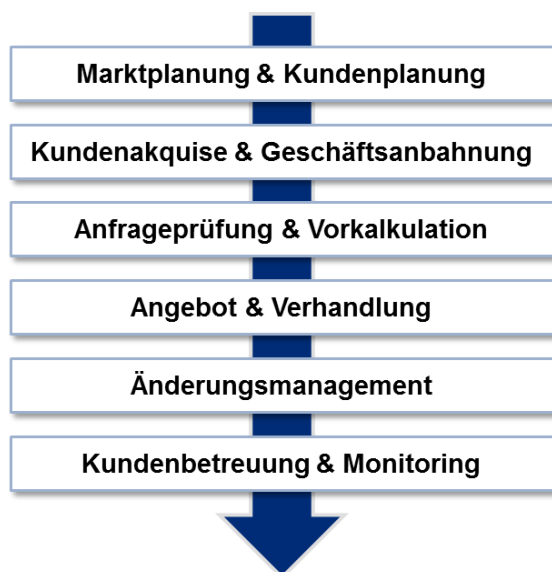 Marktplanung & Kundenplanung
Kundenakquise & Geschäftsanbahnung
Anfrageprüfung & Vorkalkulation
Angebot & Verhandlung
Änderungsmanagement
Kundenbetreuung & Monitoring